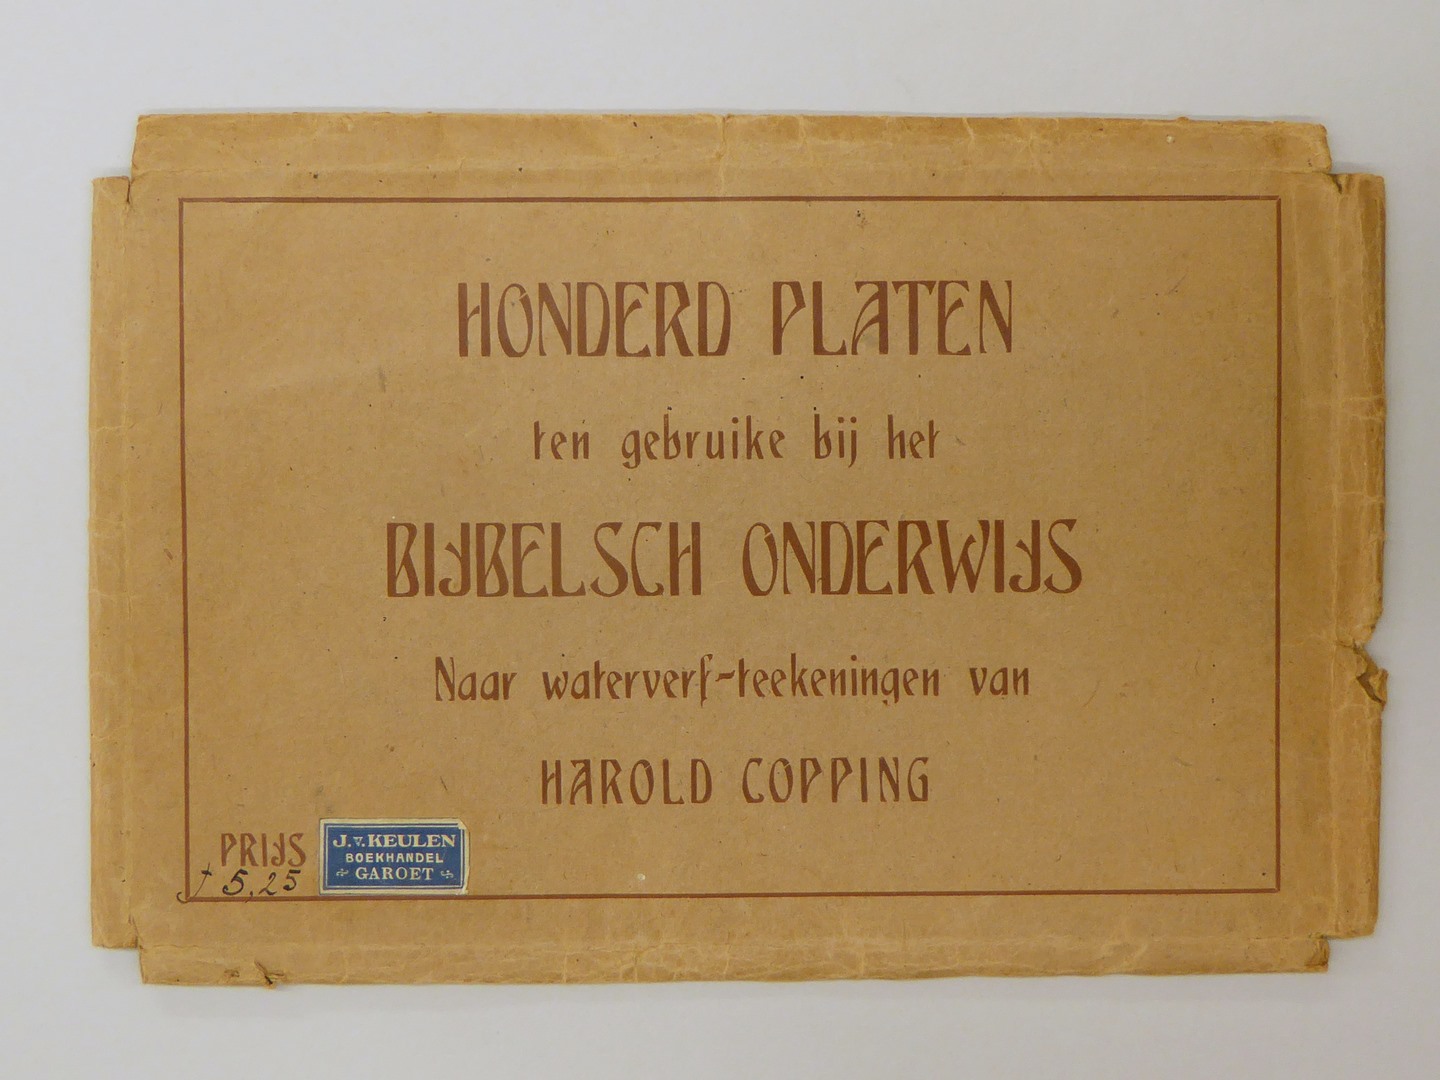 HONDERD PLATEN
ten gebruike bij het
BIJBELSCH ONDERWIJS
Naar waterverf-teekeningen van
HAROLD COPPING
PRIJS
f 5,25
J. v. KEULEN
BOEKHANDEL
GAROET